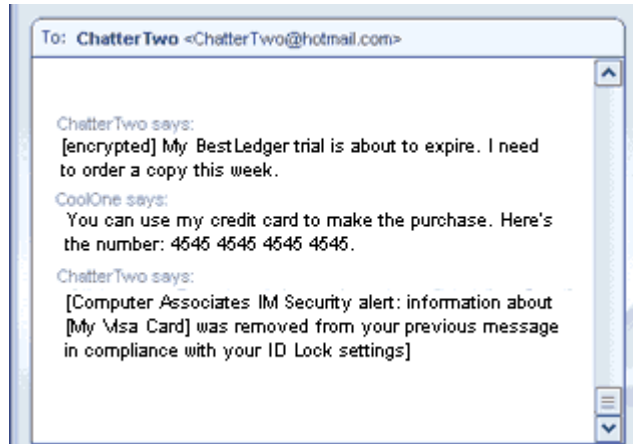 To: ChatterTwo <ChatterTwo@hotmail.com>
ChatterTwo says:
[encrypted] My BestLedger trial is about to expire. I need
to order a copy this week.
CoolOne says:
You can use my credit card to make the purchase. Here's
the number: 4545 4545 4545 4545.
ChatterTwo says:
[Computer Associates IM Security alert: information about
[My Visa Card] was removed from your previous message
in compliance with your ID Lock settings]